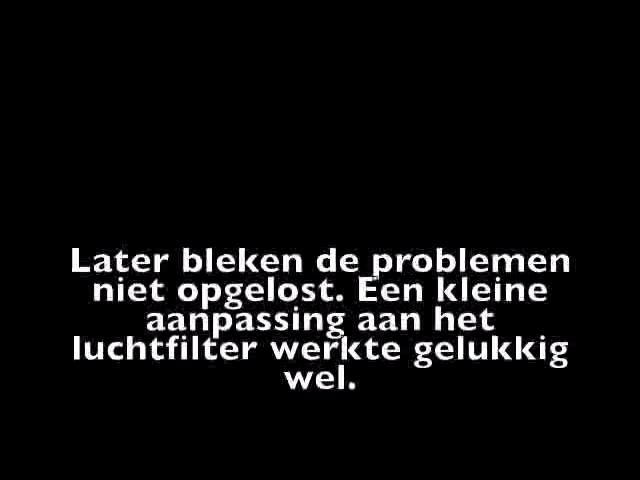 Later bleken de problemen
niet opgelost. Een kleine
aanpassing aan het
luchtfilter werkte gelukkig
wel.